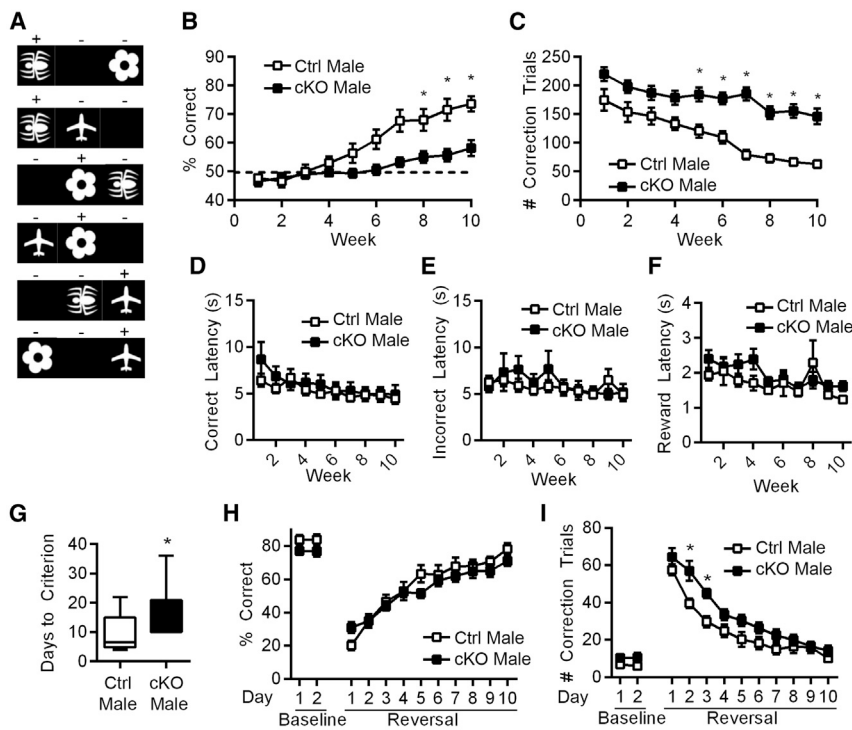 A
+ - -
+ - -
- + -
- + -
- - +
- - +
B
% Correct
90
80
70
60
50
40
Ctrl Male
cKO Male
* * *
0 2 4 6 8 10
Week
C
# Correction Trials
250
200
150
100
50
0
* * * * * *
Ctrl Male
cKO Male
0 2 4 6 8 10
Week
D
Correct Latency (s)
15
10
5
0
Ctrl Male
cKO Male
2 4 6 8 10
Week
E
Incorrect Latency (s)
15
10
5
0
Ctrl Male
cKO Male
2 4 6 8 10
Week
F
Reward Latency (s)
4
3
2
1
0
Ctrl Male
cKO Male
2 4 6 8 10
Week
G
Days to Criterion
40
30
20
10
0
*
Ctrl Male
cKO Male
H
% Correct
80
60
40
20
0
Ctrl Male
cKO Male
Day 1 2 1 2 3 4 5 6 7 8 9 10
Baseline Reversal
I
# Correction Trials
80
60
40
20
0
* *
Ctrl Male
cKO Male
Day 1 2 1 2 3 4 5 6 7 8 9 10
Baseline Reversal